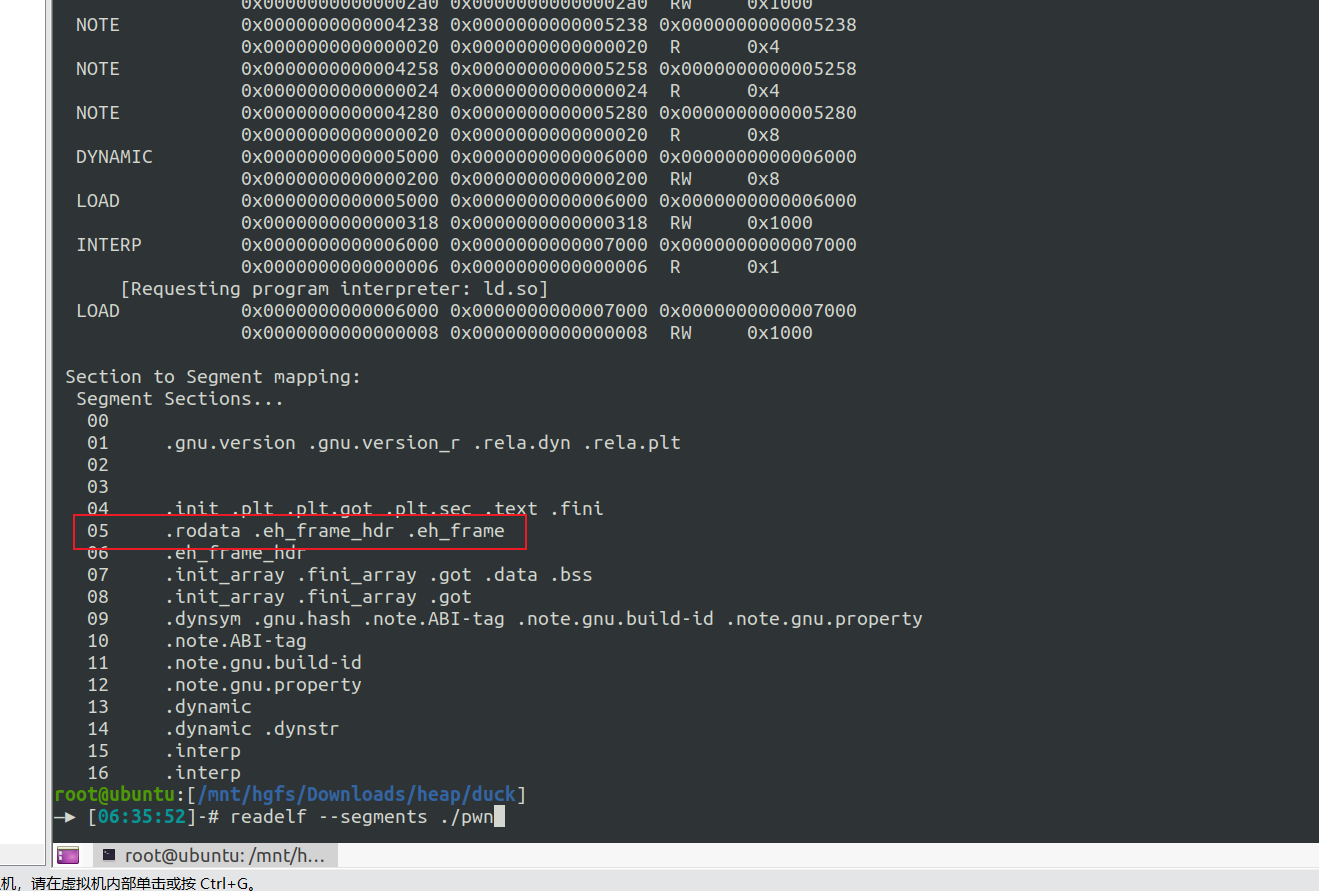 0x00000000000002a0 0x00000000000002a0  RW     0x1000
NOTE           0x0000000000004238 0x0000000000005238 0x0000000000005238
0x0000000000000020 0x0000000000000020  R      0x4
NOTE           0x0000000000004258 0x0000000000005258 0x0000000000005258
0x0000000000000024 0x0000000000000024  R      0x4
NOTE           0x0000000000004280 0x0000000000005280 0x0000000000005280
0x0000000000000020 0x0000000000000020  R      0x8
DYNAMIC        0x0000000000005000 0x0000000000006000 0x0000000000006000
0x0000000000000200 0x0000000000000200  RW     0x8
LOAD           0x0000000000005000 0x0000000000006000 0x0000000000006000
0x0000000000000318 0x0000000000000318  RW     0x1000
INTERP         0x0000000000006000 0x0000000000007000 0x0000000000007000
0x0000000000000006 0x0000000000000006  R      0x1
[Requesting program interpreter: ld.so]
LOAD           0x0000000000006000 0x0000000000007000 0x0000000000007000
0x0000000000000008 0x0000000000000008  RW     0x1000
Section to Segment mapping:
Segment Sections...
00
01     .gnu.version .gnu.version_r .rela.dyn .rela.plt
02
03
04     .init .plt .plt.got .plt.sec .text .fini
05     .rodata .eh_frame_hdr .eh_frame
06     .eh_frame_hdr
07     .init_array .fini_array .got .data .bss
08     .init_array .fini_array .got
09     .dynsym .gnu.hash .note.ABI-tag .note.gnu.build-id .note.gnu.property
10     .note.ABI-tag
11     .note.gnu.build-id
12     .note.gnu.property
13     .dynamic
14     .dynamic .dynstr
15     .interp
16     .interp
root@ubuntu:[/mnt/hgfs/Downloads/heap/duck]
[06:35:52]-# readelf --segments ./pwn
root@ubuntu: /mnt/h...
机，请在虚拟机内部单击或按 Ctrl+G。